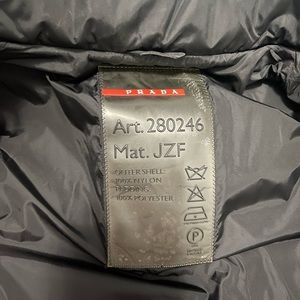 PRADA
Art. 280246
Mat. JZF
OUTER SHELL:
100% NYLON
PADDING:
100% POLYESTER
P